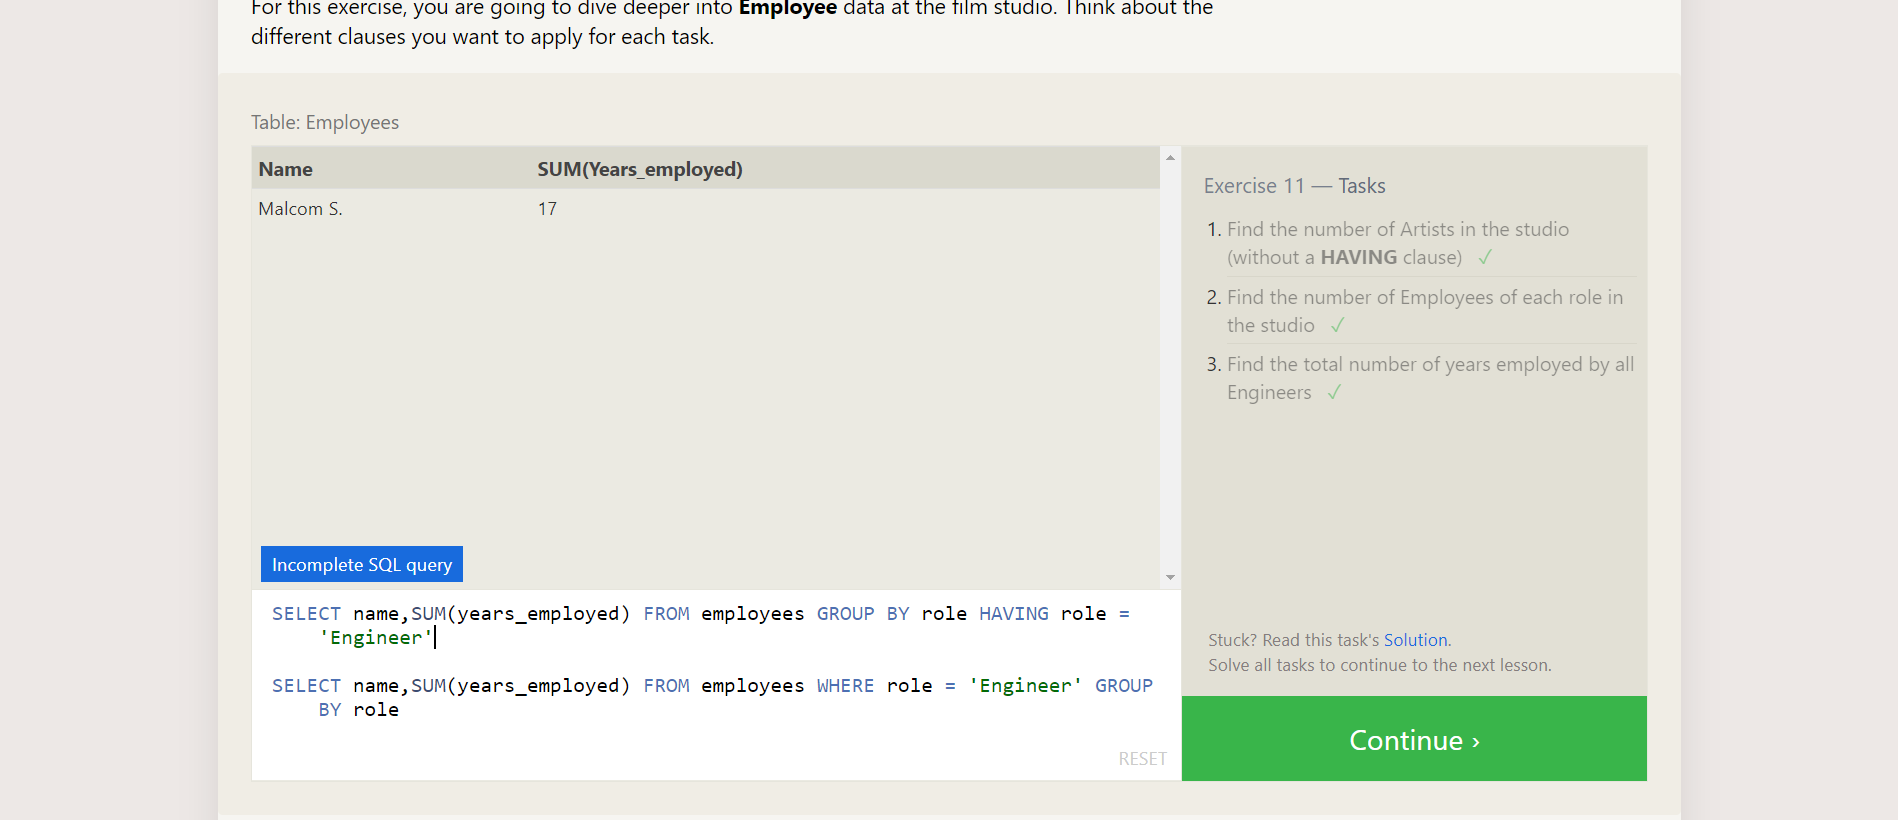 For this exercise, you are going to dive deeper into Employee data at the film studio. Think about the
different clauses you want to apply for each task.
Table: Employees
Name SUM(Years_employed)
Malcom S. 17
Incomplete SQL query
SELECT name,SUM(years_employed) FROM employees GROUP BY role HAVING role =
'Engineer'
SELECT name,SUM(years_employed) FROM employees WHERE role = 'Engineer' GROUP
BY role
RESET
Exercise 11 — Tasks
1. Find the number of Artists in the studio
(without a HAVING clause) ✓
2. Find the number of Employees of each role in
the studio ✓
3. Find the total number of years employed by all
Engineers ✓
Stuck? Read this task's Solution.
Solve all tasks to continue to the next lesson.
Continue ›